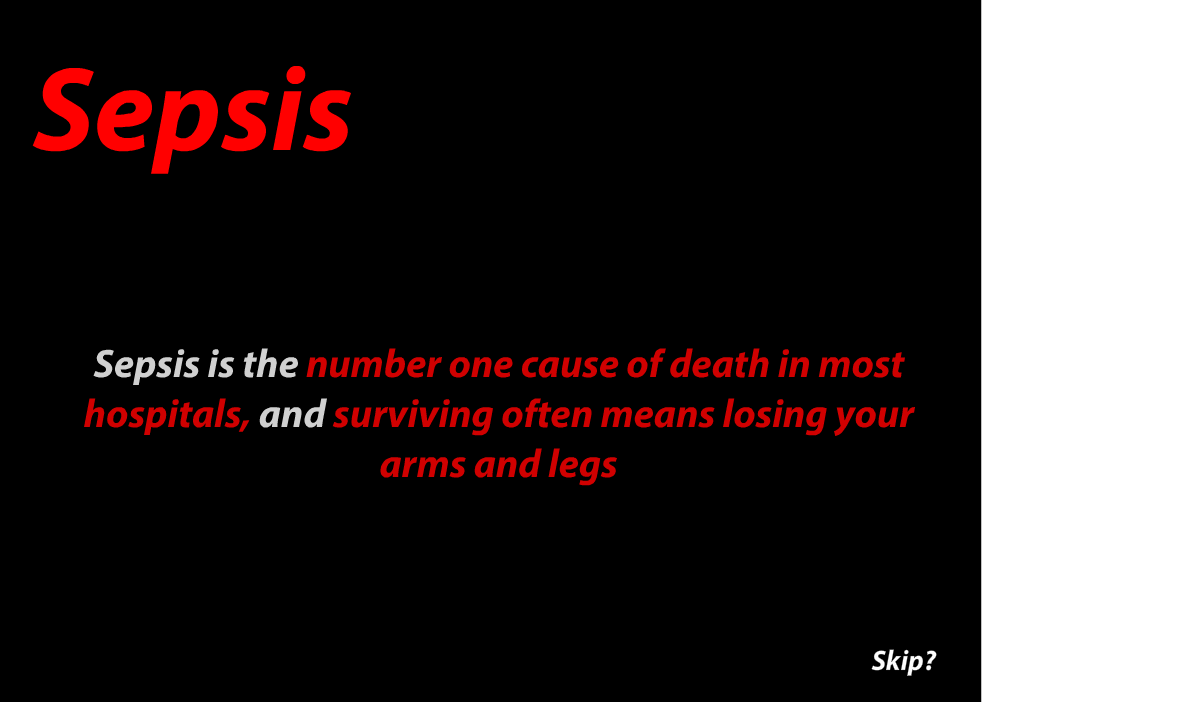 Sepsis
Sepsis is the number one cause of death in most
hospitals, and surviving often means losing your
arms and legs
Skip?